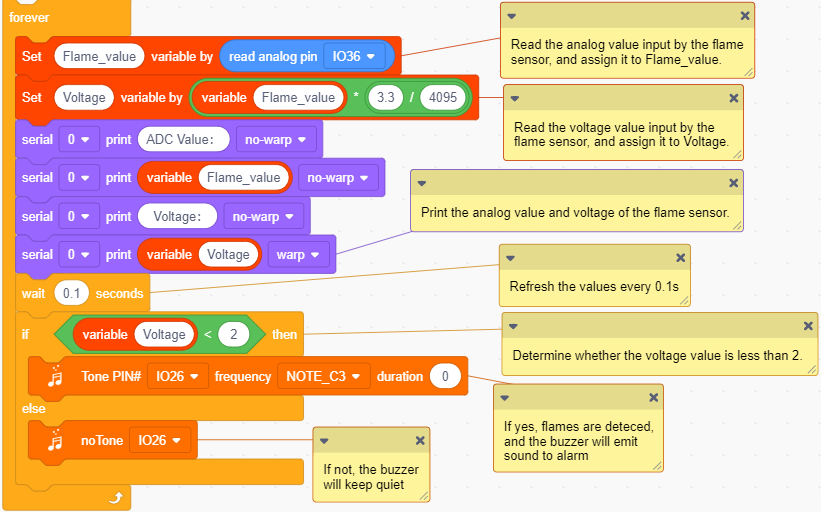 forever
Set Flame_value variable by read analog pin IO36
Read the analog value input by the flame
sensor, and assign it to Flame_value.
Set Voltage variable by variable Flame_value * 3.3 / 4095
Read the voltage value input by the
flame sensor, and assign it to Voltage.
serial 0 print ADC Value: no-warp
serial 0 print variable Flame_value no-warp
serial 0 print Voltage: no-warp
Print the analog value and voltage of the flame sensor.
serial 0 print variable Voltage warp
wait 0.1 seconds
Refresh the values every 0.1s
if variable Voltage < 2 then
Determine whether the voltage value is less than 2.
Tone PIN# IO26 frequency NOTE_C3 duration 0
else
If yes, flames are deteced,
and the buzzer will emit
sound to alarm
noTone IO26
If not, the buzzer
will keep quiet